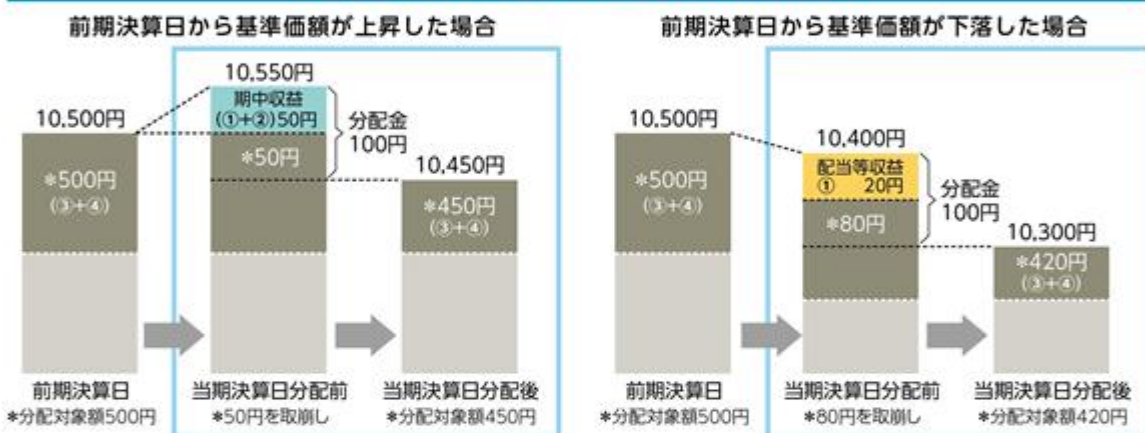 前期決算日から基準価額が上昇した場合
10,550円
期中収益
(①+②)50円
10,500円
分配金
100円
*50円
10,450円
*500円
(③+④)
*450円
(③+④)
前期決算日
*分配対象額500円
当期決算日分配前
*50円を取崩し
当期決算日分配後
*分配対象額450円
前期決算日から基準価額が下落した場合
10,500円
10,400円
配当等収益
① 20円
分配金
100円
*500円
(③+④)
*80円
10,300円
*420円
(③+④)
前期決算日
*分配対象額500円
当期決算日分配前
*80円を取崩し
当期決算日分配後
*分配対象額420円